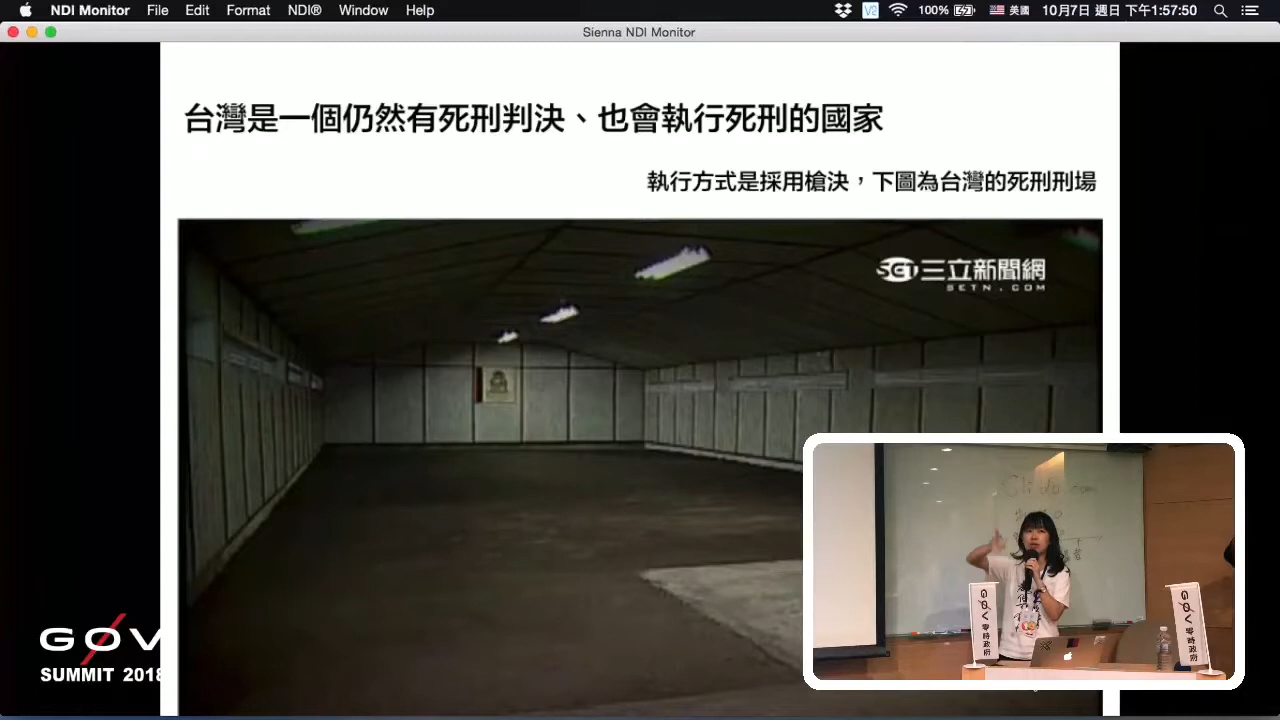 NDI Monitor File Edit Format NDI® Window Help 100% 美國 10月7日 週日 下午1:57:50
Sienna NDI Monitor
台灣是一個仍然有死刑判決、也會執行死刑的國家
執行方式是採用槍決，下圖為台灣的死刑刑場
SET三立新聞網
SETN.COM
G0V
SUMMIT 2018
G0V 零時政府
G0V 零時政府